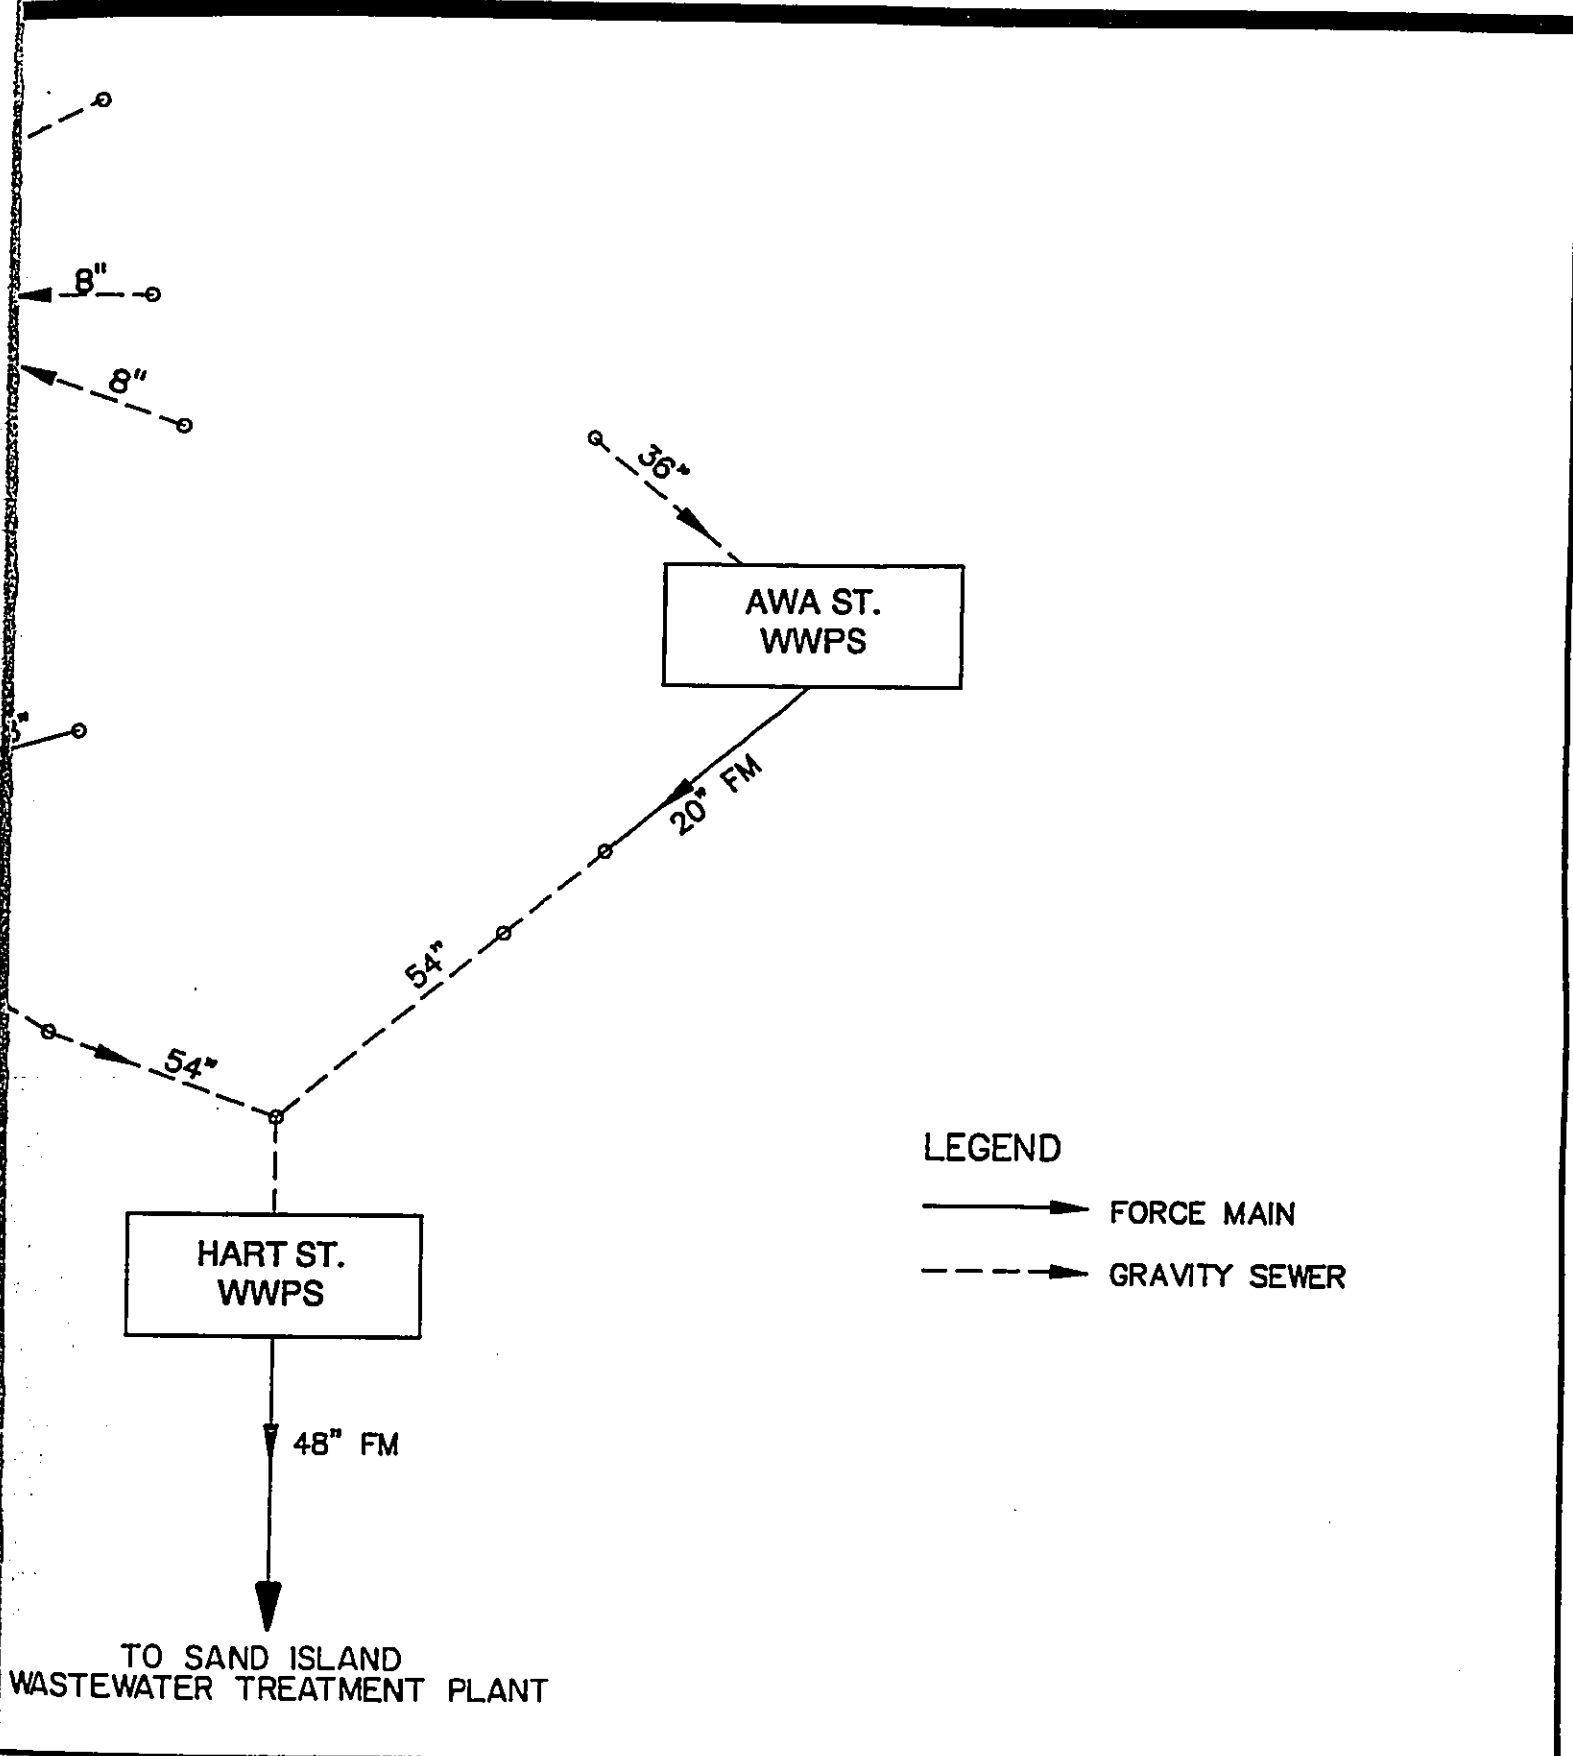 8"
8"
36"
AWA ST.
WWPS
20" FM
54"
54"
LEGEND
FORCE MAIN
GRAVITY SEWER
HART ST.
WWPS
48" FM
TO SAND ISLAND
WASTEWATER TREATMENT PLANT